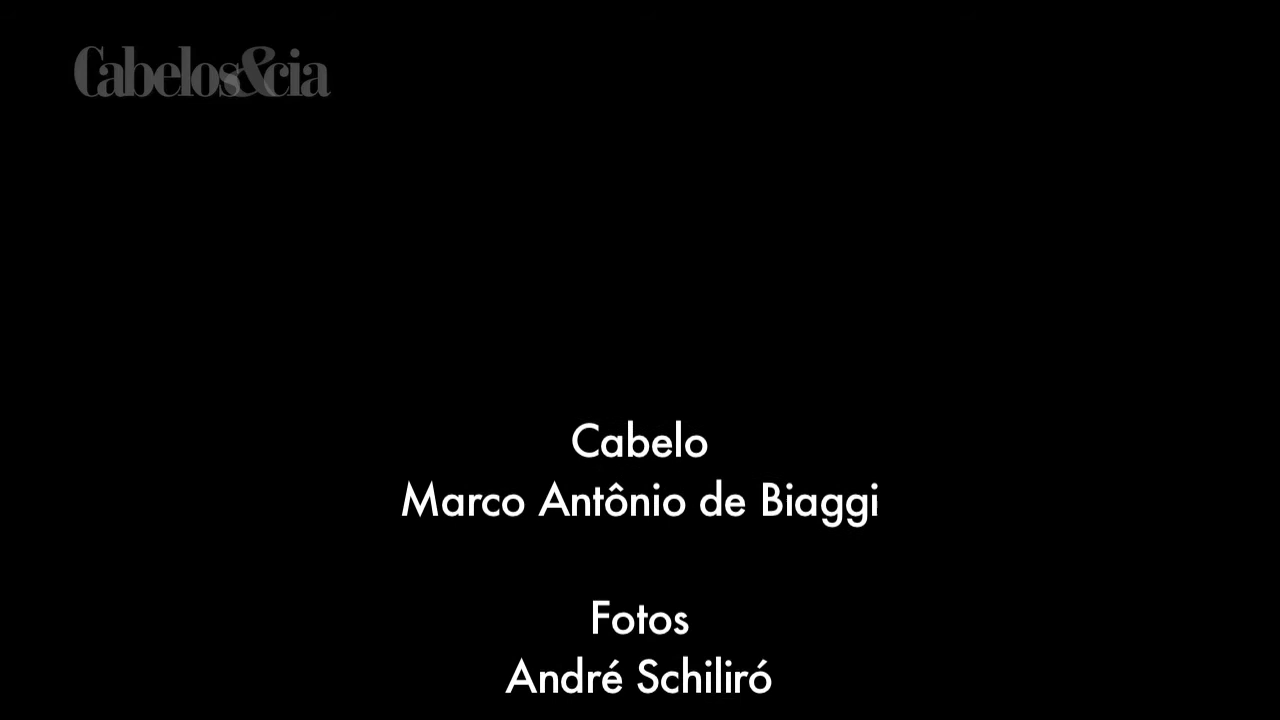 Cabelos&cia
Cabelo
Marco Antônio de Biaggi
Fotos
André Schiliró